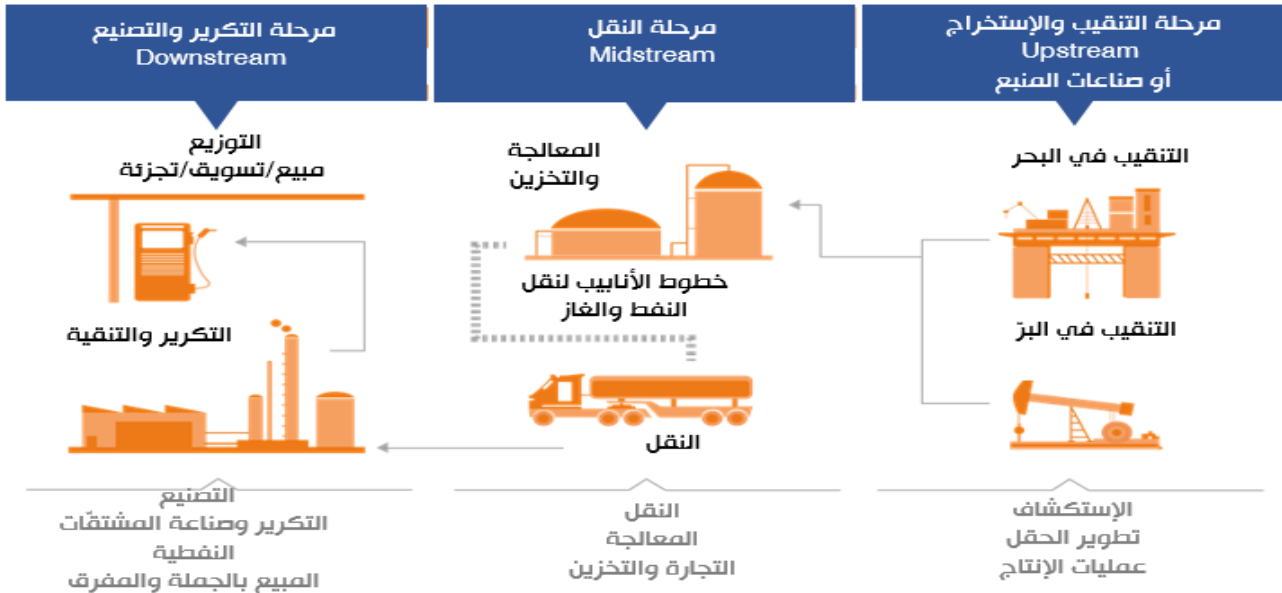 مرحلة التنقيب والإستخراج
Upstream
أو صناعات المنبع
التنقيب في البحر
التنقيب في البرّ
الإستكشاف
تطوير الحقل
عمليات الإنتاج
مرحلة النقل
Midstream
المعالجة
والتخزين
خطوط الأنابيب لنقل
النفط والغاز
النقل
النقل
المعالجة
التجارة والتخزين
مرحلة التكرير والتصنيع
Downstream
التوزيع
مبيع/تسويق/تجزئة
التكرير والتنقية
التصنيع
التكرير وصناعة المشتقّات
النفطية
المبيع بالجملة والمفرق